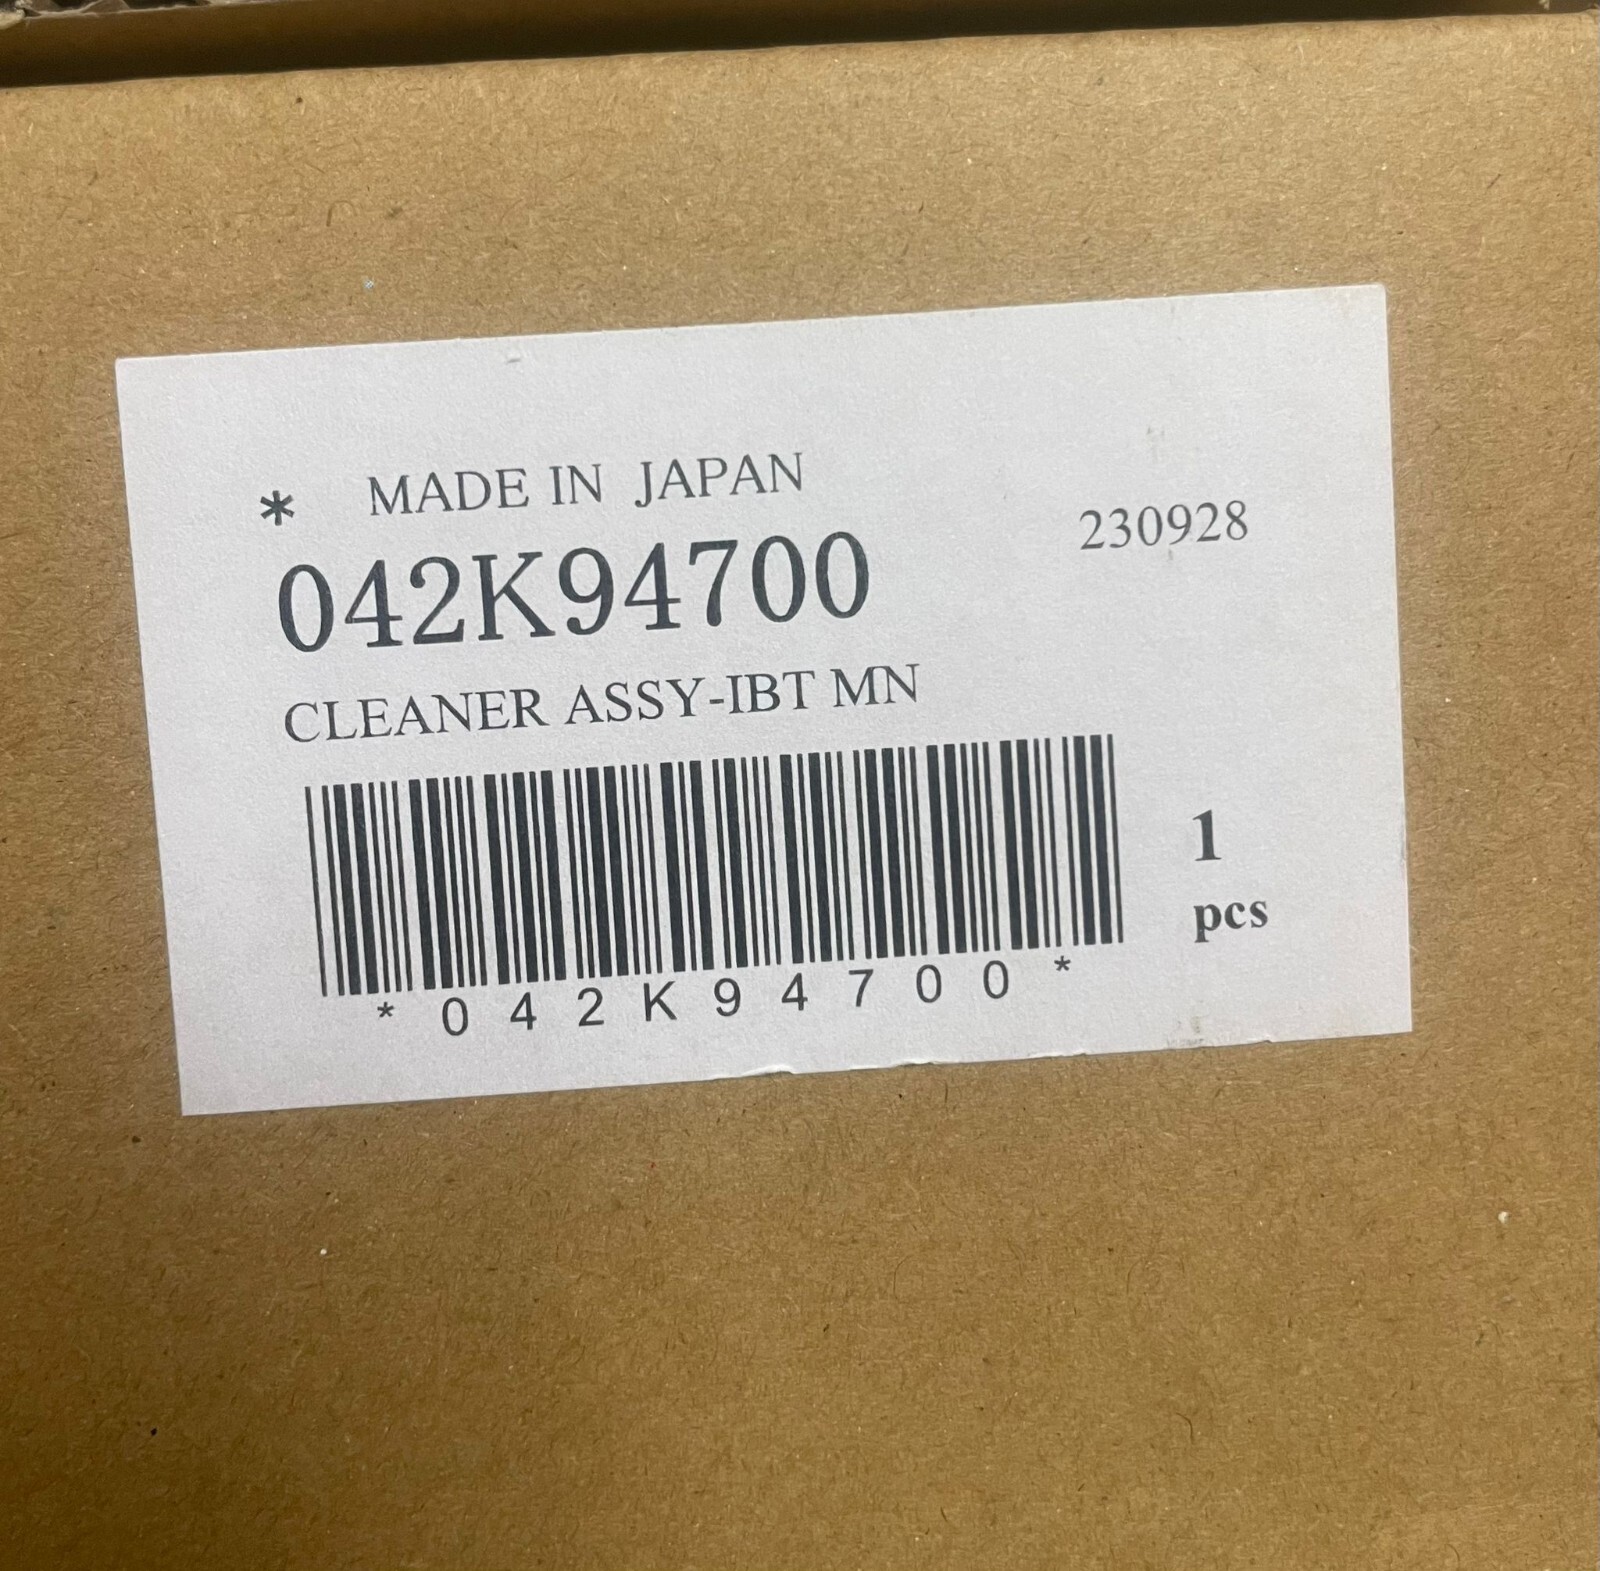 * MADE IN JAPAN
230928
042K94700
CLEANER ASSY-IBT MN
1
pcs
*042K94700*